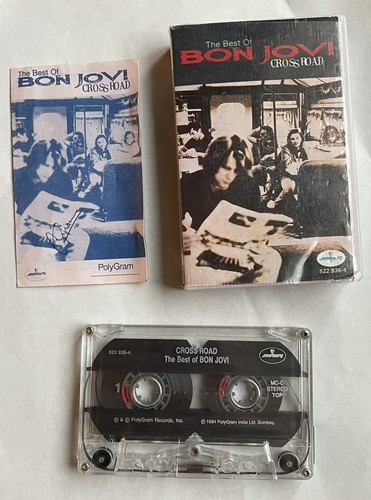 The Best Of
BON JOVI
CROSS ROAD
PolyGram
The Best Of
BON JOVI
CROSS ROAD
522 936-4
522 936-4
CROSS ROAD
The Best of BON JOVI
1
MC-C
STEREO
TOP
℗ & © PolyGram Records, Inc.
© 1994 PolyGram India Ltd. Bombay.